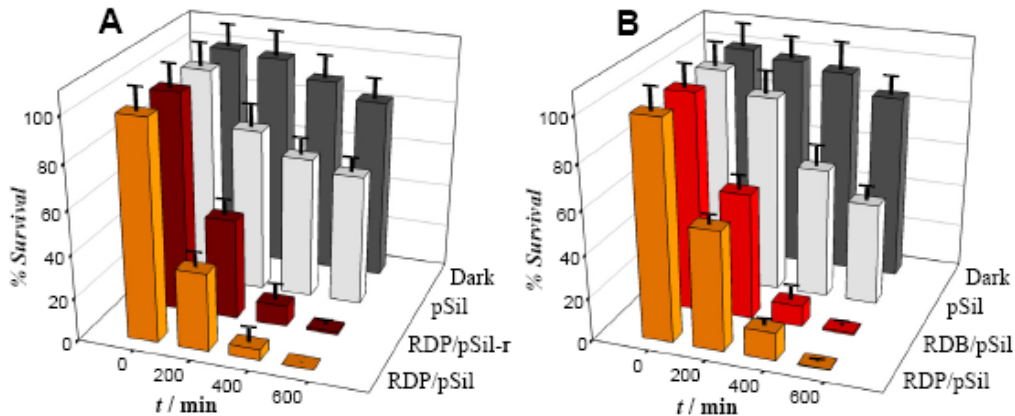 A
B
% Survival
100
80
60
40
20
0
0
200
400
600
t / min
Dark
pSil
RDP/pSil-r
RDP/pSil
% Survival
100
80
60
40
20
0
0
200
400
600
t / min
Dark
pSil
RDB/pSil
RDP/pSil